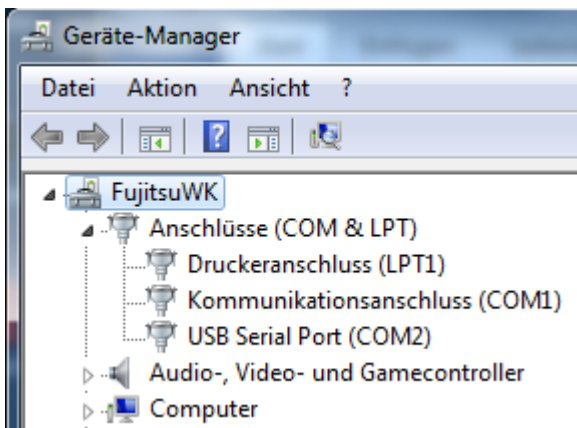 Geräte-Manager
Datei Aktion Ansicht ?
?
FujitsuWK
Anschlüsse (COM & LPT)
Druckeranschluss (LPT1)
Kommunikationsanschluss (COM1)
USB Serial Port (COM2)
Audio-, Video- und Gamecontroller
Computer